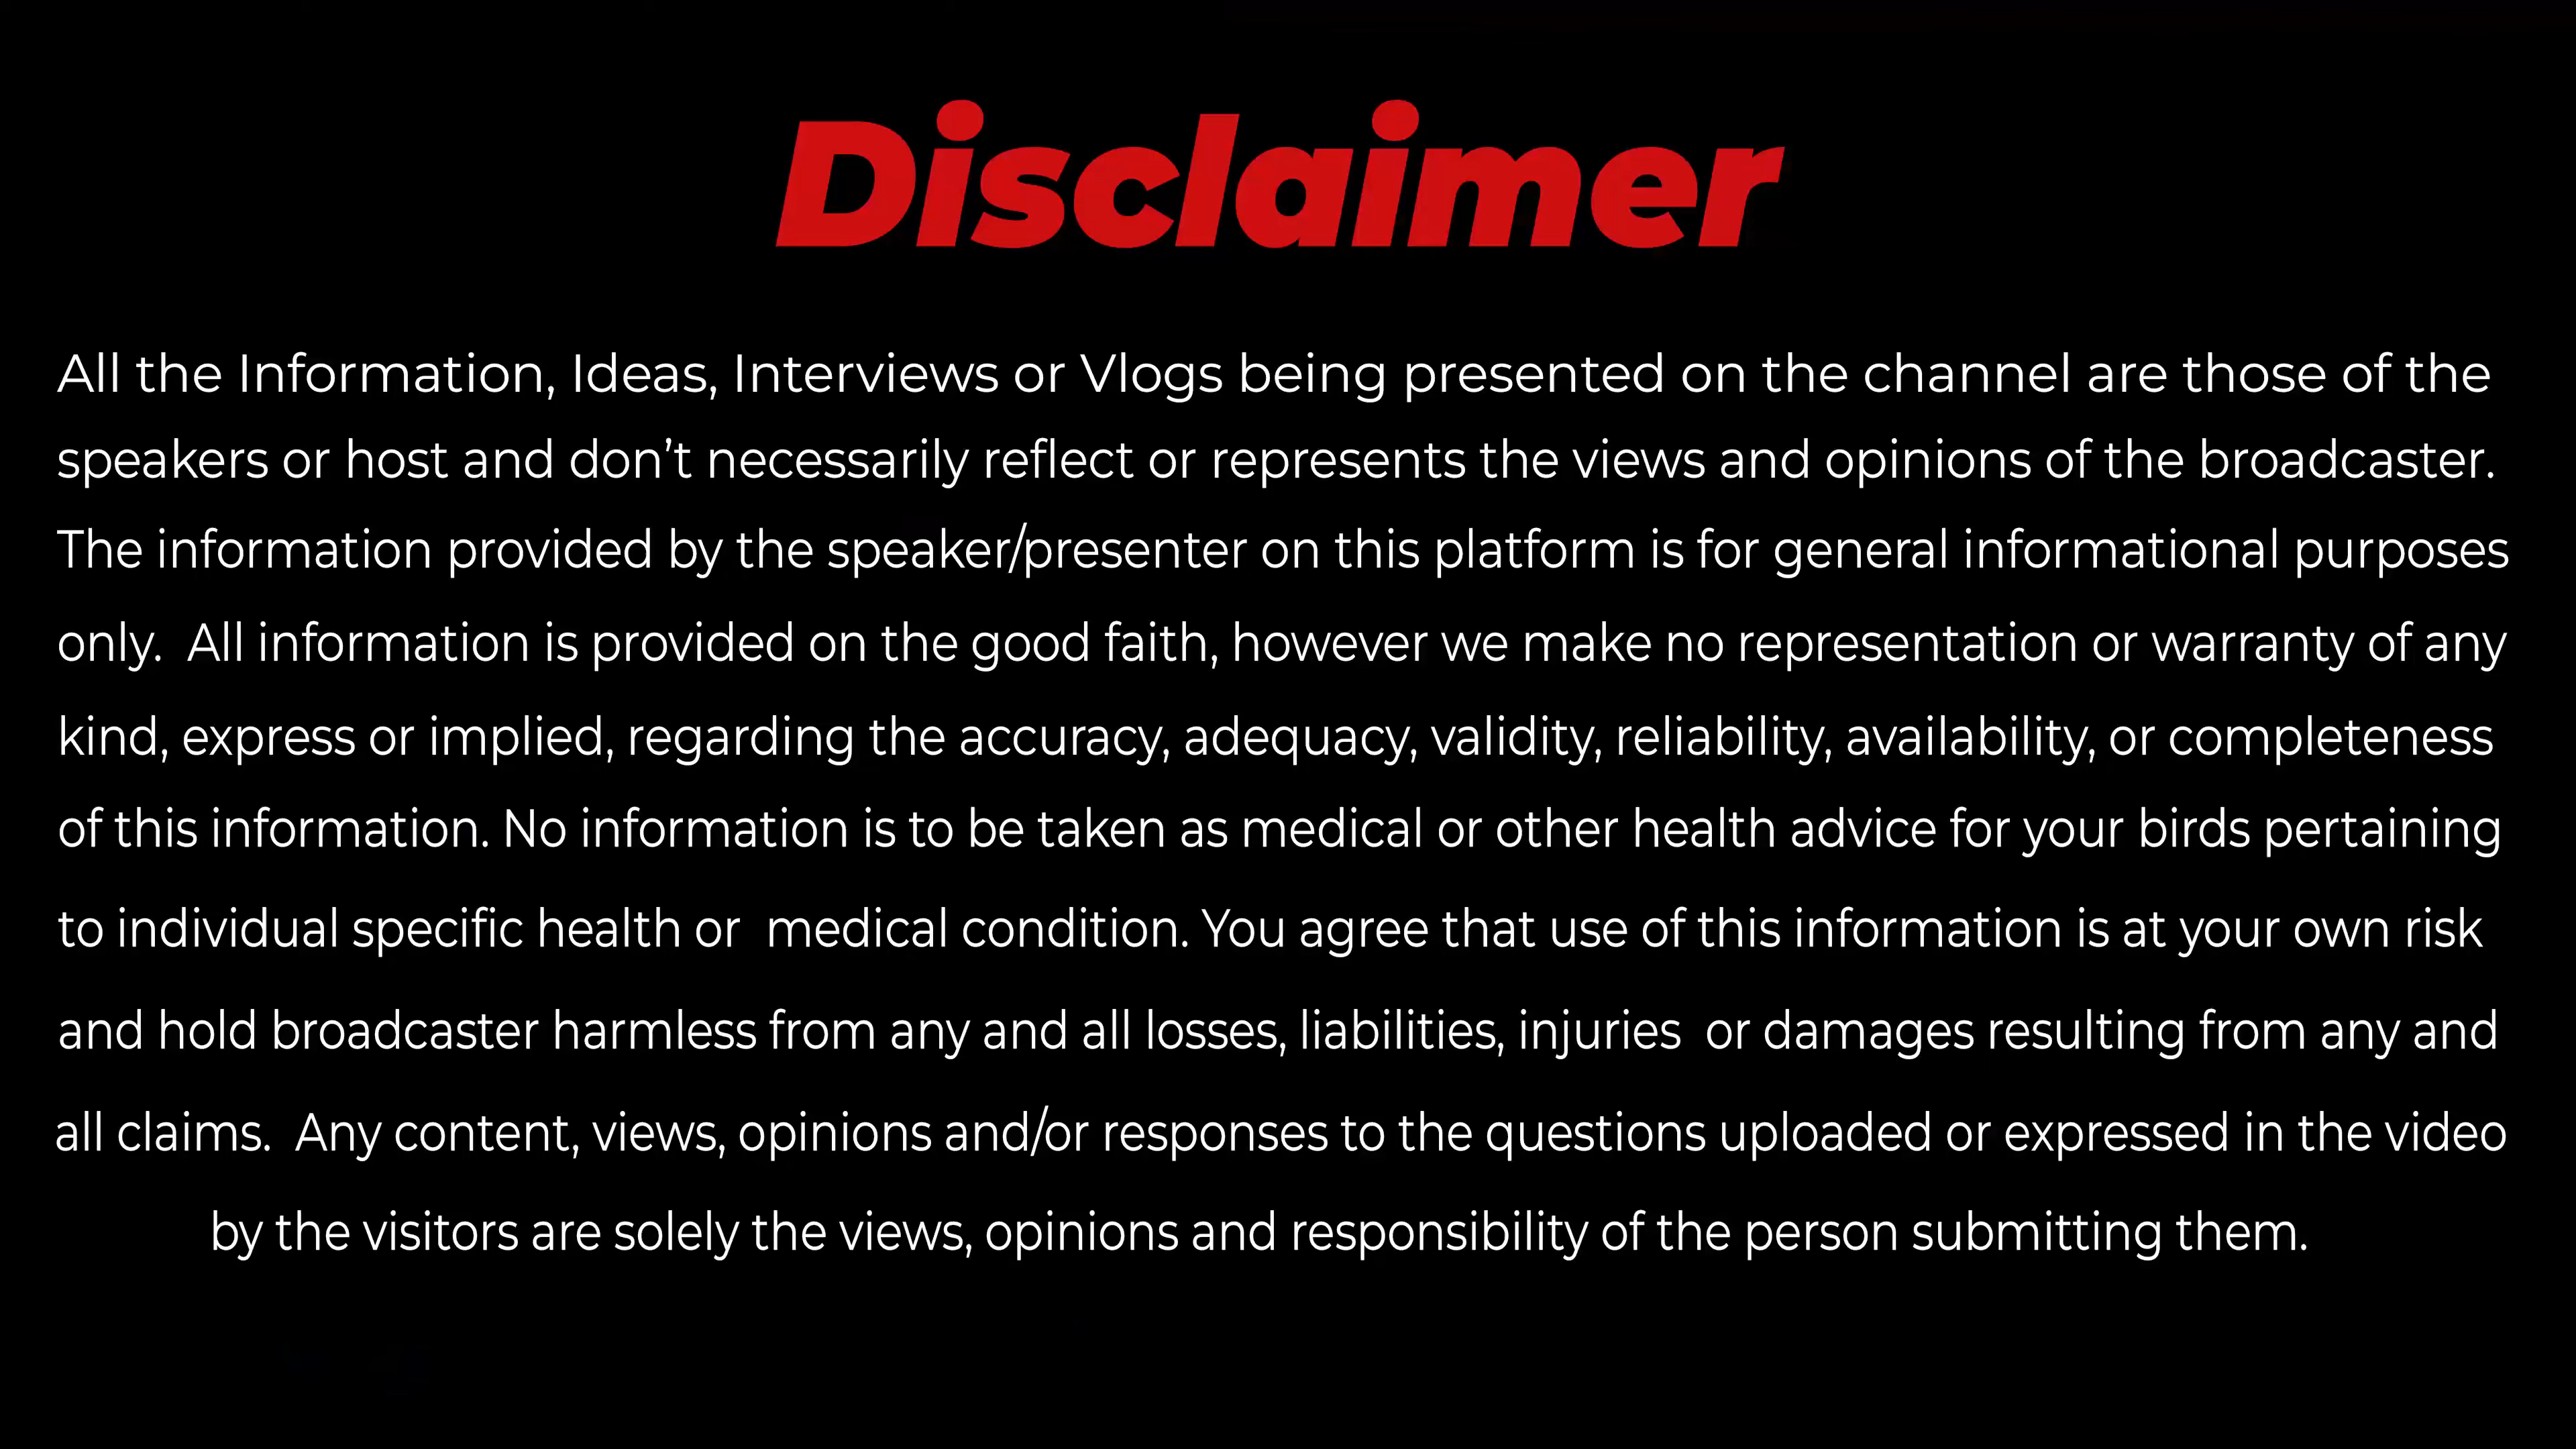 Disclaimer
All the Information, Ideas, Interviews or Vlogs being presented on the channel are those of the
speakers or host and don’t necessarily reflect or represents the views and opinions of the broadcaster.
The information provided by the speaker/presenter on this platform is for general informational purposes
only.  All information is provided on the good faith, however we make no representation or warranty of any
kind, express or implied, regarding the accuracy, adequacy, validity, reliability, availability, or completeness
of this information. No information is to be taken as medical or other health advice for your birds pertaining
to individual specific health or  medical condition. You agree that use of this information is at your own risk
and hold broadcaster harmless from any and all losses, liabilities, injuries  or damages resulting from any and
all claims.  Any content, views, opinions and/or responses to the questions uploaded or expressed in the video
by the visitors are solely the views, opinions and responsibility of the person submitting them.